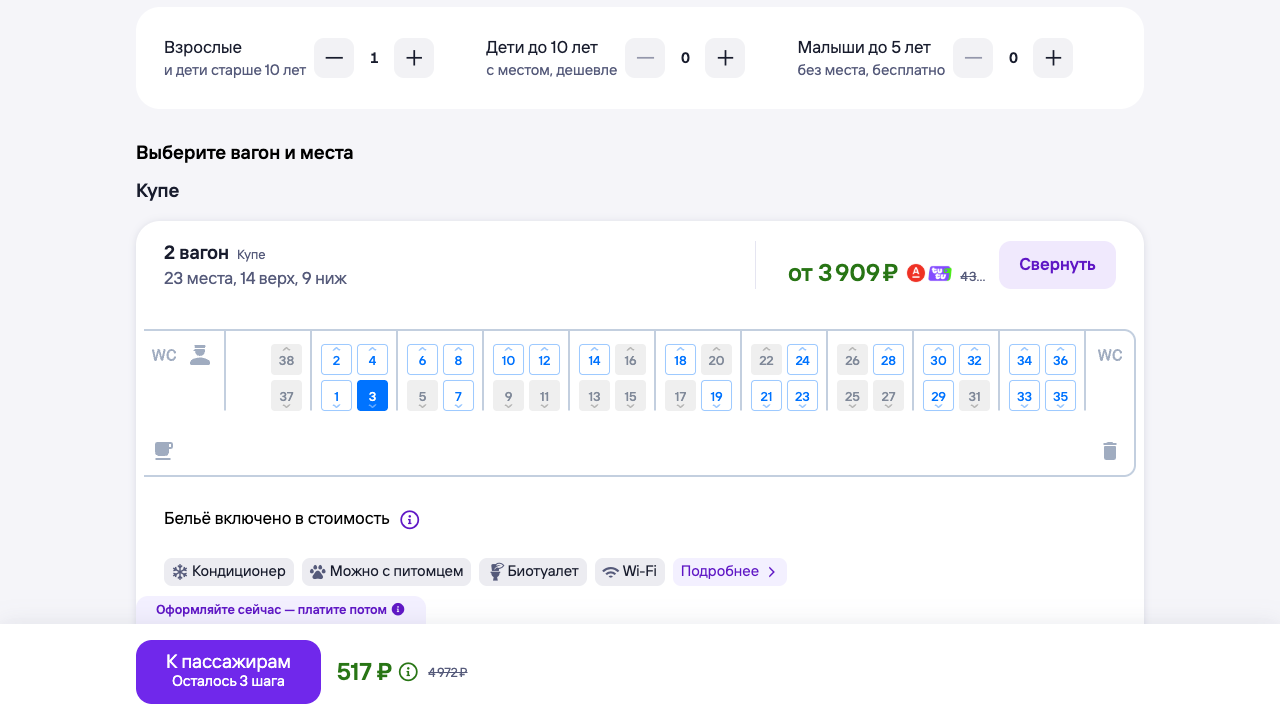 Взрослые
и дети старше 10 лет
1
Дети до 10 лет
с местом, дешевле
0
Малыши до 5 лет
без места, бесплатно
0
Выберите вагон и места
Купе
2 вагон Купе
23 места, 14 верх, 9 ниж
от 3 909 ₽ 43...
Свернуть
WC 38 2 4 6 8 10 12 14 16 18 20 22 24 26 28 30 32 34 36 WC
37 1 3 5 7 9 11 13 15 17 19 21 23 25 27 29 31 33 35
Бельё включено в стоимость
Кондиционер Можно с питомцем Биотуалет Wi-Fi Подробнее
Оформляйте сейчас — платите потом
К пассажирам
Осталось 3 шага
517 ₽ 4 972 ₽